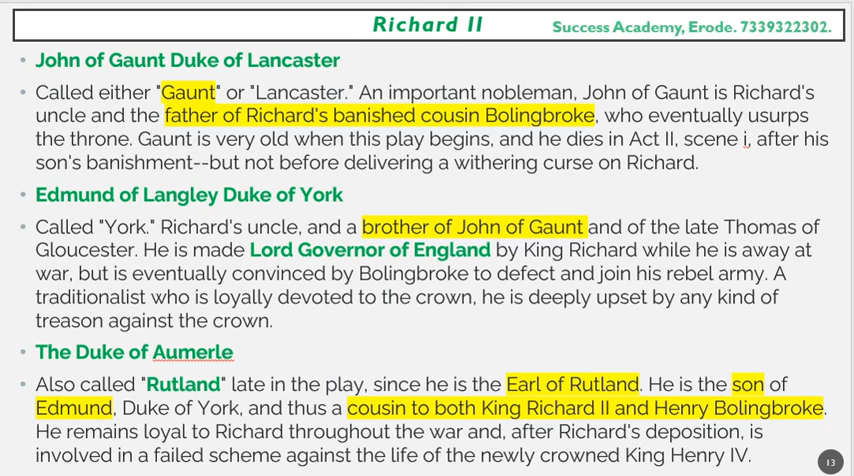 Richard II
Success Academy, Erode. 7339322302.
• John of Gaunt Duke of Lancaster
• Called either "Gaunt" or "Lancaster." An important nobleman, John of Gaunt is Richard's
uncle and the father of Richard's banished cousin Bolingbroke, who eventually usurps
the throne. Gaunt is very old when this play begins, and he dies in Act II, scene i, after his
son's banishment--but not before delivering a withering curse on Richard.
• Edmund of Langley Duke of York
• Called "York." Richard's uncle, and a brother of John of Gaunt and of the late Thomas of
Gloucester. He is made Lord Governor of England by King Richard while he is away at
war, but is eventually convinced by Bolingbroke to defect and join his rebel army. A
traditionalist who is loyally devoted to the crown, he is deeply upset by any kind of
treason against the crown.
• The Duke of Aumerle
• Also called "Rutland" late in the play, since he is the Earl of Rutland. He is the son of
Edmund, Duke of York, and thus a cousin to both King Richard II and Henry Bolingbroke.
He remains loyal to Richard throughout the war and, after Richard's deposition, is
involved in a failed scheme against the life of the newly crowned King Henry IV.
13